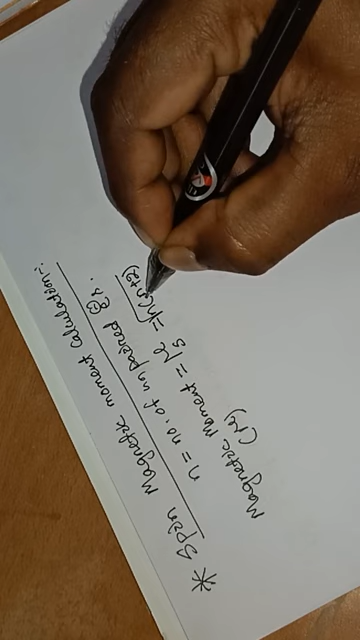 * Spin Magnetic moment calculation:-
n = no. of unpaired e⊖s.
Magnetic moment = μs = √n(n+2)
(μs)